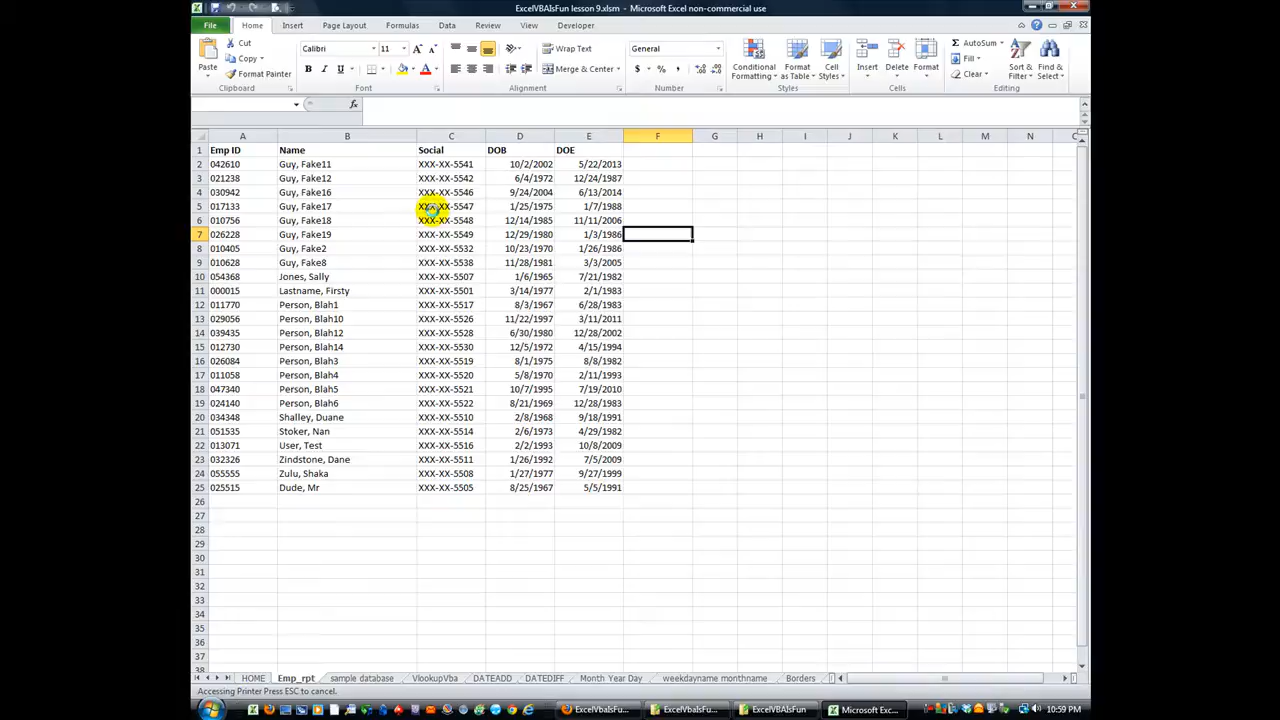 ExcelVBAIsFun lesson 9.xlsm - Microsoft Excel non-commercial use
File Home Insert Page Layout Formulas Data Review View Developer
Cut Calibri 11 Wrap Text General AutoSum
Copy Fill
Paste Format Painter Merge & Center Conditional Formatting Format as Table Cell Styles Insert Delete Format Clear Sort & Filter Find & Select
Clipboard Font Alignment Number Styles Cells Editing
A B C D E F G H I J K L M N
1 Emp ID Name Social DOB DOE
2 042610 Guy, Fake11 XXX-XX-5541 10/2/2002 5/22/2013
3 021238 Guy, Fake12 XXX-XX-5542 6/4/1972 12/24/1987
4 030942 Guy, Fake16 XXX-XX-5546 9/24/2004 6/13/2014
5 017133 Guy, Fake17 XXX-XX-5547 1/25/1975 1/7/1988
6 010756 Guy, Fake18 XXX-XX-5548 12/14/1985 11/11/2006
7 026228 Guy, Fake19 XXX-XX-5549 12/29/1980 1/3/1986
8 010405 Guy, Fake2 XXX-XX-5532 10/23/1970 1/26/1986
9 010628 Guy, Fake8 XXX-XX-5538 11/28/1981 3/3/2005
10 054368 Jones, Sally XXX-XX-5507 1/6/1965 7/21/1982
11 000015 Lastname, Firsty XXX-XX-5501 3/14/1977 2/1/1983
12 011770 Person, Blah1 XXX-XX-5517 8/3/1967 6/28/1983
13 029056 Person, Blah10 XXX-XX-5526 11/22/1997 3/11/2011
14 039435 Person, Blah12 XXX-XX-5528 6/30/1980 12/28/2002
15 012730 Person, Blah14 XXX-XX-5530 12/5/1972 4/15/1994
16 026084 Person, Blah3 XXX-XX-5519 8/1/1975 8/8/1982
17 011058 Person, Blah4 XXX-XX-5520 5/8/1970 2/11/1993
18 047340 Person, Blah5 XXX-XX-5521 10/7/1995 7/19/2010
19 024140 Person, Blah6 XXX-XX-5522 8/21/1969 12/28/1983
20 034348 Shalley, Duane XXX-XX-5510 2/8/1968 9/18/1991
21 051535 Stoker, Nan XXX-XX-5514 2/6/1973 4/29/1982
22 013071 User, Test XXX-XX-5516 2/2/1993 10/8/2009
23 032326 Zindstone, Dane XXX-XX-5511 1/26/1992 7/5/2009
24 055555 Zulu, Shaka XXX-XX-5508 1/27/1977 9/27/1999
25 025515 Dude, Mr XXX-XX-5505 8/25/1967 5/5/1991
26
27
28
29
30
31
32
33
34
35
36
37
38
HOME Emp_rpt sample database VlookupVba DATEADD DATEDIFF Month Year Day weekdayname monthname Borders
Accessing Printer Press ESC to cancel.
ExcelVbaIsFu... ExcelVbaIsFu... ExcelVbaIsFun Microsoft Exc... 10:59 PM